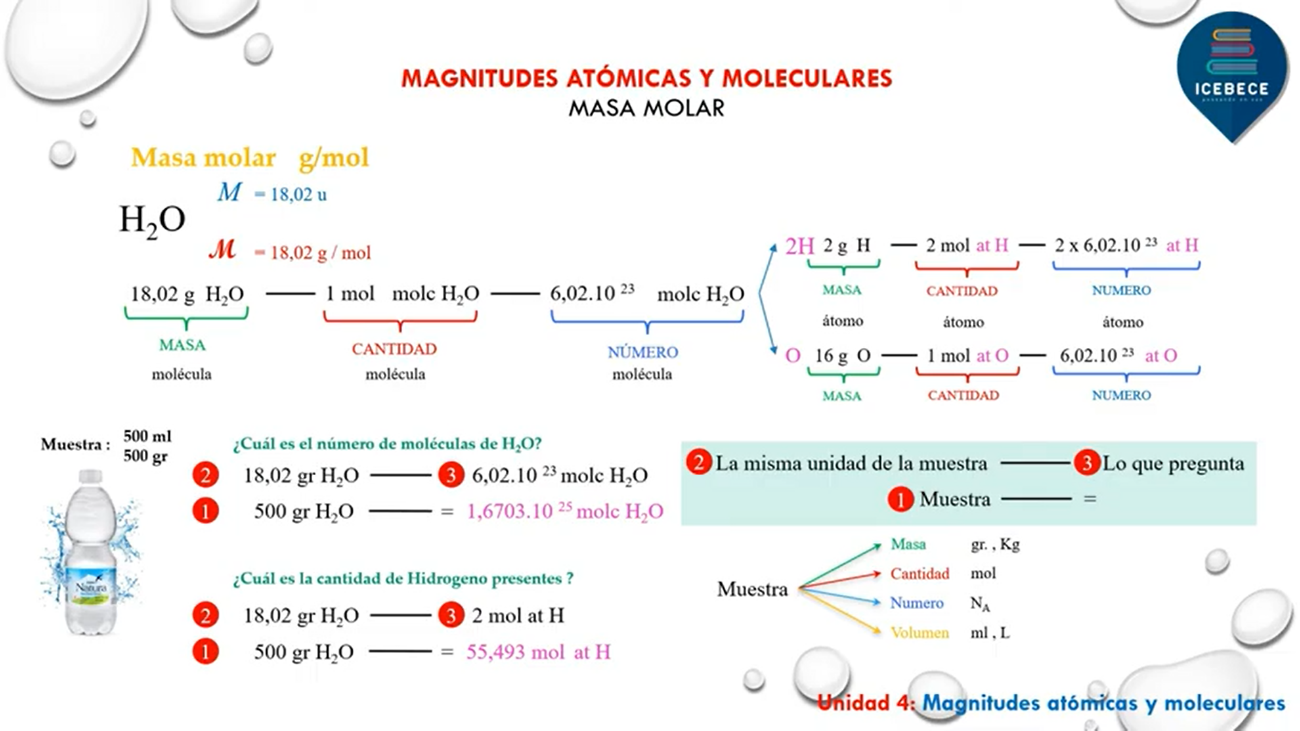 MAGNITUDES ATÓMICAS Y MOLECULARES
MASA MOLAR
ICEBECE
Masa molar g/mol
M = 18,02 u
H₂O
ℳ = 18,02 g / mol
18,02 g H₂O — 1 mol molc H₂O — 6,02.10 ²³ molc H₂O
MASA CANTIDAD NÚMERO
molécula molécula molécula
2H 2 g H — 2 mol at H — 2 x 6,02.10 ²³ at H
MASA CANTIDAD NUMERO
átomo átomo átomo
O 16 g O — 1 mol at O — 6,02.10 ²³ at O
MASA CANTIDAD NUMERO
Muestra : 500 ml
500 gr
Natura
¿Cuál es el número de moléculas de H₂O?
2 18,02 gr H₂O — 3 6,02.10 ²³ molc H₂O
1 500 gr H₂O — = 1,6703.10 ²⁵ molc H₂O
¿Cuál es la cantidad de Hidrogeno presentes ?
2 18,02 gr H₂O — 3 2 mol at H
1 500 gr H₂O — = 55,493 mol at H
2 La misma unidad de la muestra — 3 Lo que pregunta
1 Muestra — =
Muestra
Masa gr. , Kg
Cantidad mol
Numero N_A
Volumen ml , L
Unidad 4: Magnitudes atómicas y moleculares